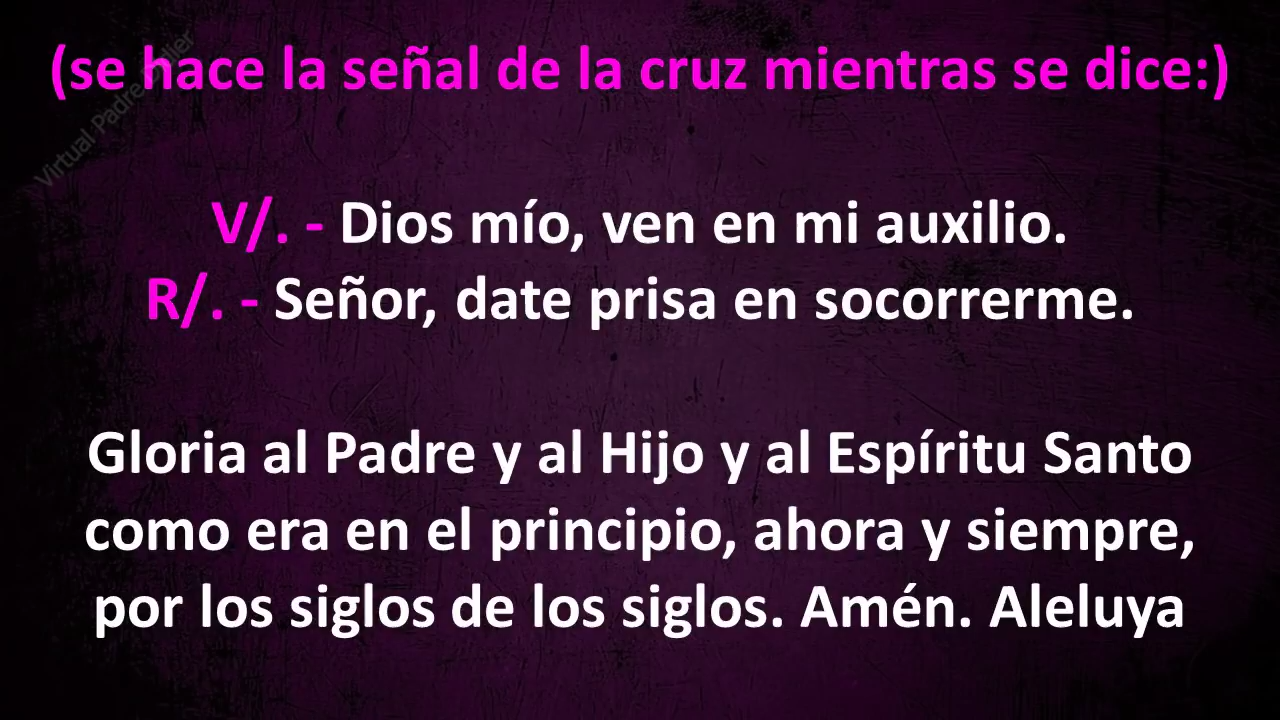 (se hace la señal de la cruz mientras se dice:)
V/. - Dios mío, ven en mi auxilio.
R/. - Señor, date prisa en socorrerme.
Gloria al Padre y al Hijo y al Espíritu Santo
como era en el principio, ahora y siempre,
por los siglos de los siglos. Amén. Aleluya
Virtual Padre